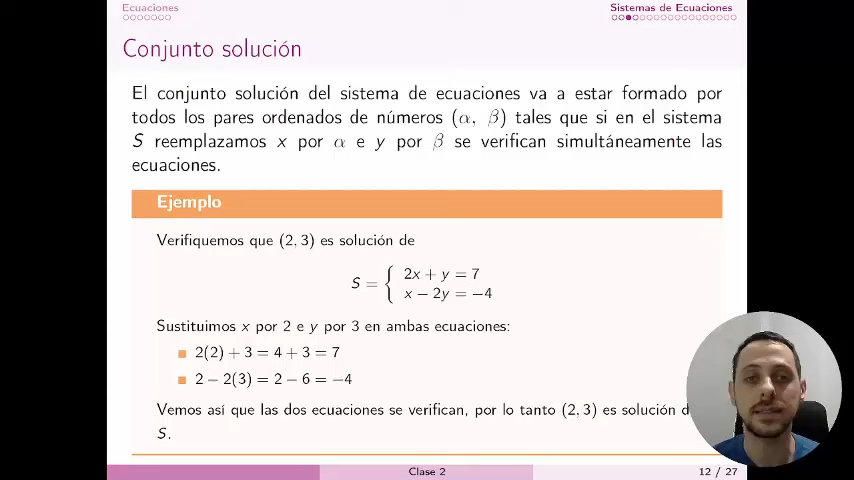 Ecuaciones
Sistemas de Ecuaciones
Conjunto solución
El conjunto solución del sistema de ecuaciones va a estar formado por
todos los pares ordenados de números (α, β) tales que si en el sistema
S reemplazamos x por α e y por β se verifican simultáneamente las
ecuaciones.
Ejemplo
Verifiquemos que (2, 3) es solución de
S = { 2x + y = 7
x − 2y = −4
Sustituimos x por 2 e y por 3 en ambas ecuaciones:
2(2) + 3 = 4 + 3 = 7
2 − 2(3) = 2 − 6 = −4
Vemos así que las dos ecuaciones se verifican, por lo tanto (2, 3) es solución
S.
Clase 2
12 / 27